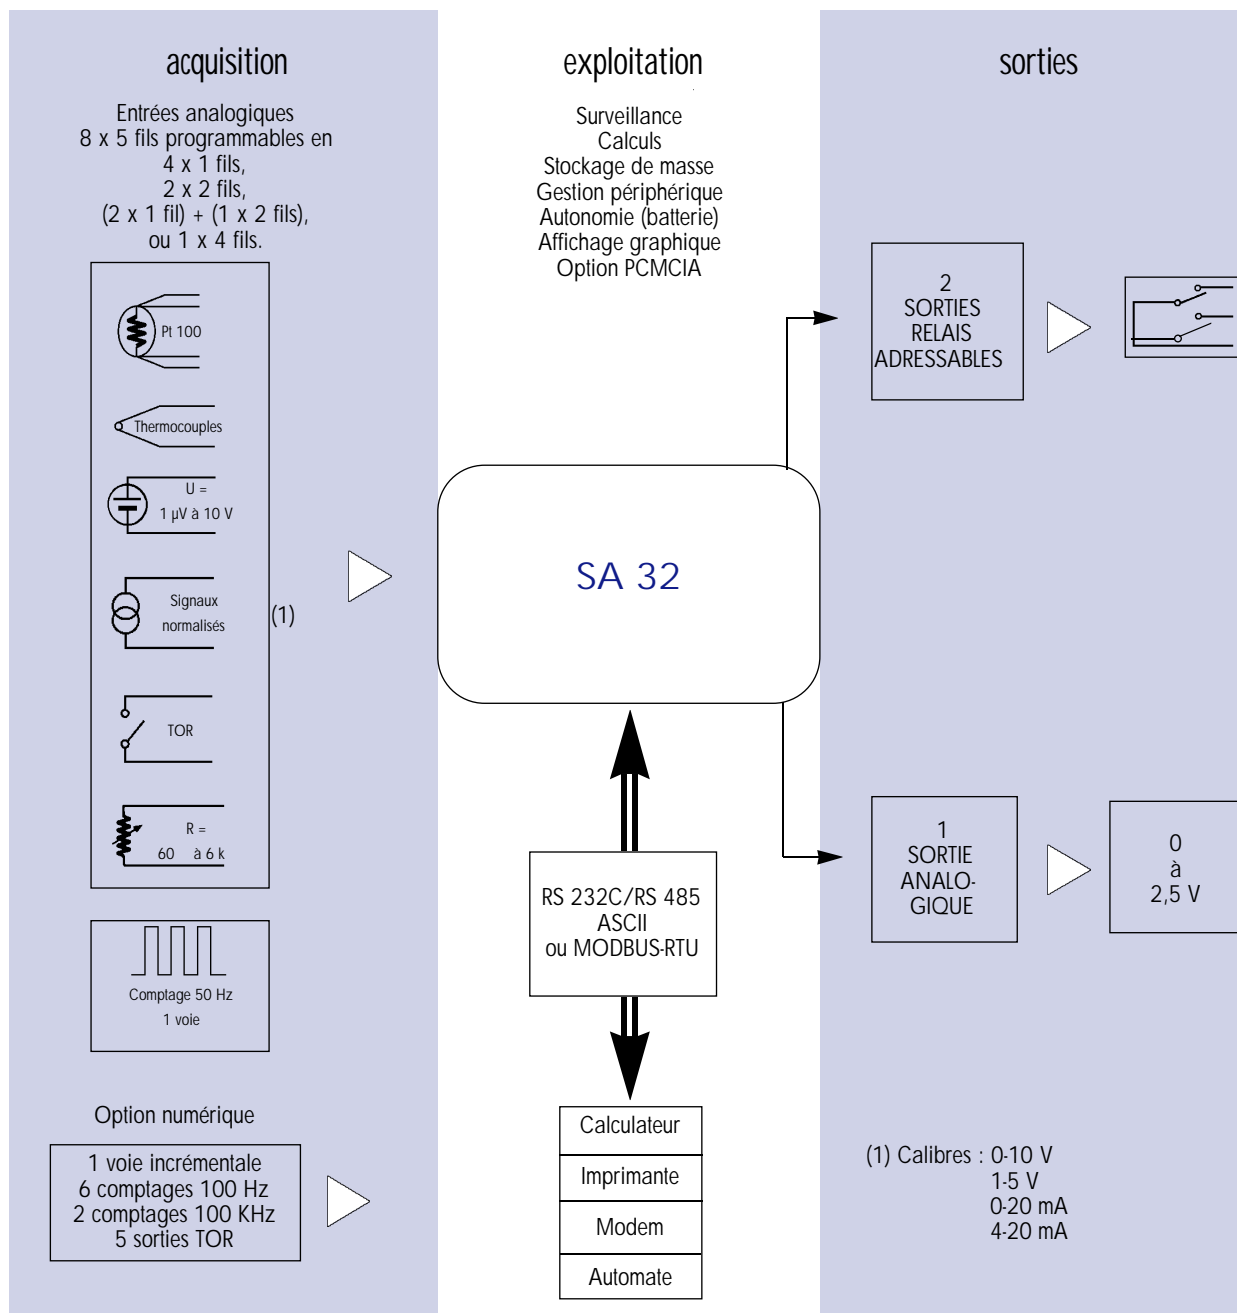 acquisition
Entrées analogiques
8 x 5 fils programmables en
4 x 1 fils,
2 x 2 fils,
(2 x 1 fil) + (1 x 2 fils),
ou 1 x 4 fils.
Pt 100
Thermocouples
U =
1 µV à 10 V
Signaux
normalisés
(1)
TOR
R =
60 à 6 k
Comptage 50 Hz
1 voie
Option numérique
1 voie incrémentale
6 comptages 100 Hz
2 comptages 100 KHz
5 sorties TOR
exploitation
Surveillance
Calculs
Stockage de masse
Gestion périphérique
Autonomie (batterie)
Affichage graphique
Option PCMCIA
SA 32
RS 232C/RS 485
ASCII
ou MODBUS-RTU
Calculateur
Imprimante
Modem
Automate
sorties
2
SORTIES
RELAIS
ADRESSABLES
1
SORTIE
ANALO-
GIQUE
0
à
2,5 V
(1) Calibres : 0-10 V
1-5 V
0-20 mA
4-20 mA